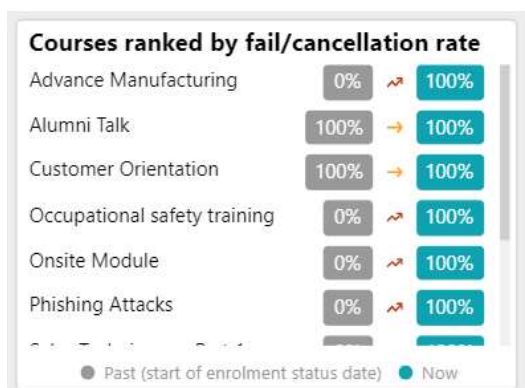 Courses ranked by fail/cancellation rate
Advance Manufacturing 0% 100%
Alumni Talk 100% 100%
Customer Orientation 100% 100%
Occupational safety training 0% 100%
Onsite Module 0% 100%
Phishing Attacks 0% 100%
Past (start of enrolment status date) Now